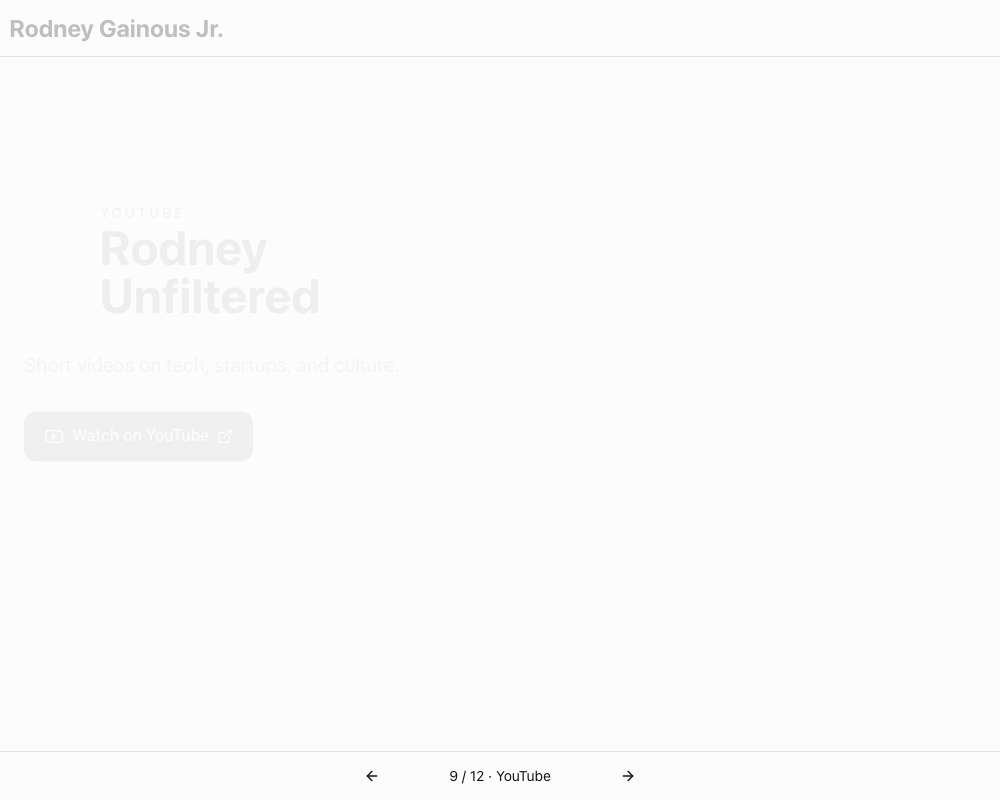 Rodney Gainous Jr.
YOUTUBE
Rodney
Unfiltered
Short videos on tech, startups, and culture.
Watch on YouTube
9 / 12 · YouTube